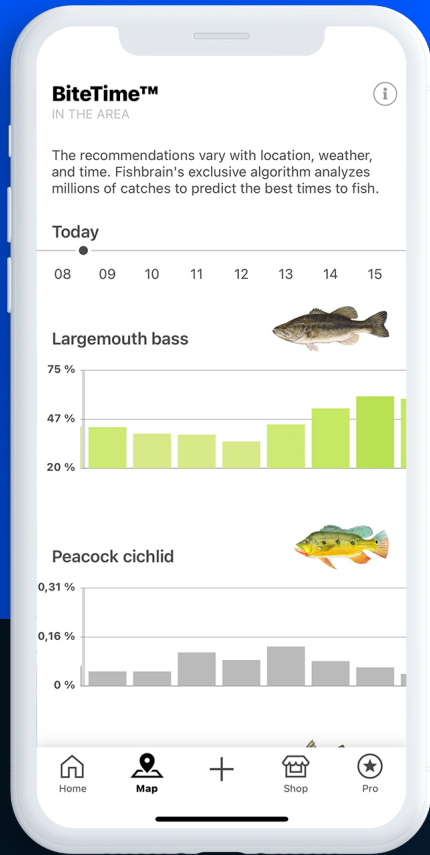 BiteTime™
IN THE AREA
The recommendations vary with location, weather,
and time. Fishbrain's exclusive algorithm analyzes
millions of catches to predict the best times to fish.
Today
08 09 10 11 12 13 14 15
Largemouth bass
75 %
47 %
20 %
Peacock cichlid
0,31 %
0,16 %
0 %
Home Map Shop Pro